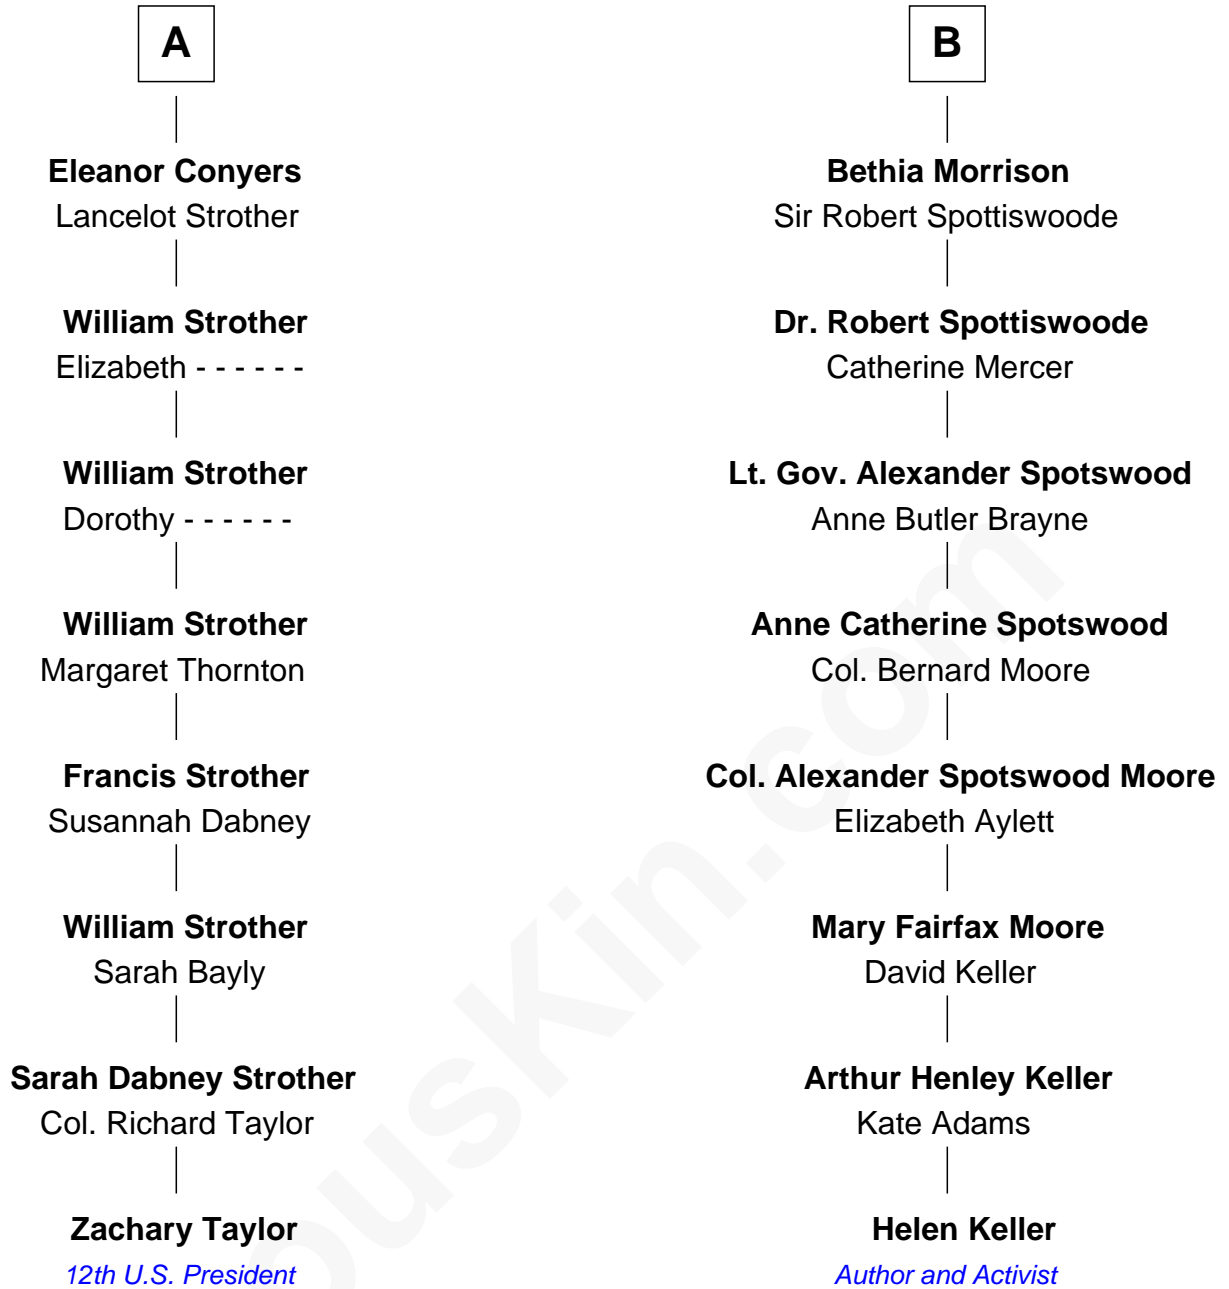 A
Eleanor Conyers
Lancelot Strother
William Strother
Elizabeth - - - - - -
William Strother
Dorothy - - - - - -
William Strother
Margaret Thornton
Francis Strother
Susannah Dabney
William Strother
Sarah Bayly
Sarah Dabney Strother
Col. Richard Taylor
Zachary Taylor
12th U.S. President
B
Bethia Morrison
Sir Robert Spottiswoode
Dr. Robert Spottiswoode
Catherine Mercer
Lt. Gov. Alexander Spotswood
Anne Butler Brayne
Anne Catherine Spotswood
Col. Bernard Moore
Col. Alexander Spotswood Moore
Elizabeth Aylett
Mary Fairfax Moore
David Keller
Arthur Henley Keller
Kate Adams
Helen Keller
Author and Activist
ousKin.com